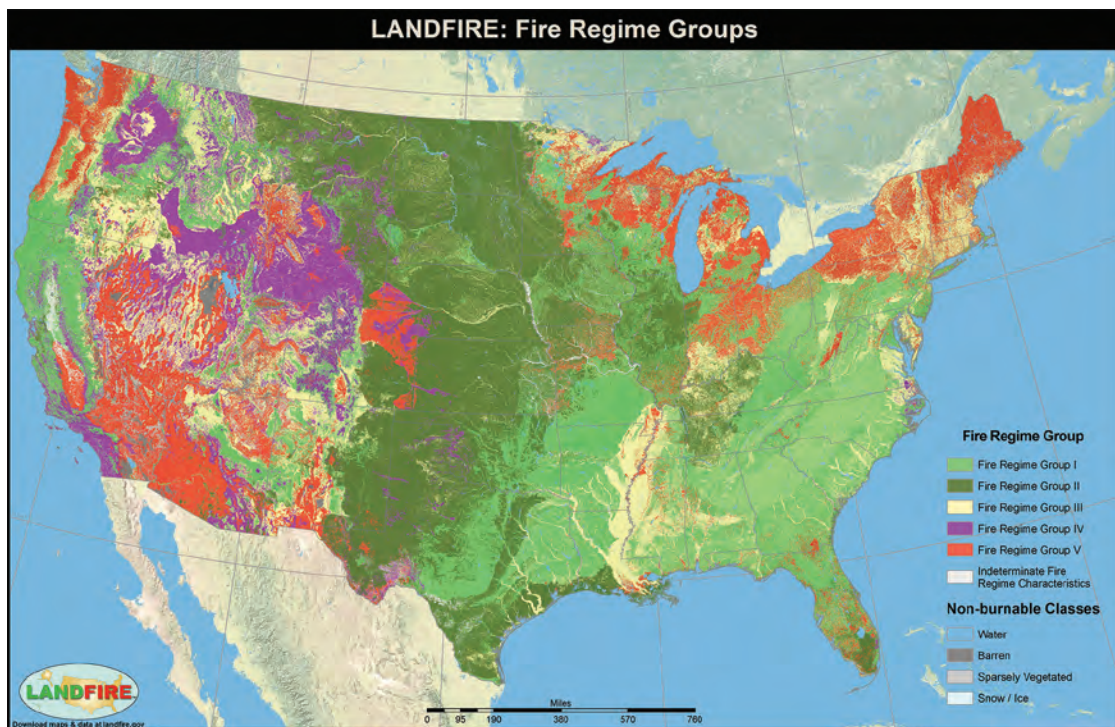 LANDFIRE: Fire Regime Groups
Fire Regime Group
Fire Regime Group I
Fire Regime Group II
Fire Regime Group III
Fire Regime Group IV
Fire Regime Group V
Indeterminate Fire
Regime Characteristics
Non-burnable Classes
Water
Barren
Sparsely Vegetated
Snow / Ice
LANDFIRE
Download maps & data at landfire.gov
Miles
0 95 190 380 570 760